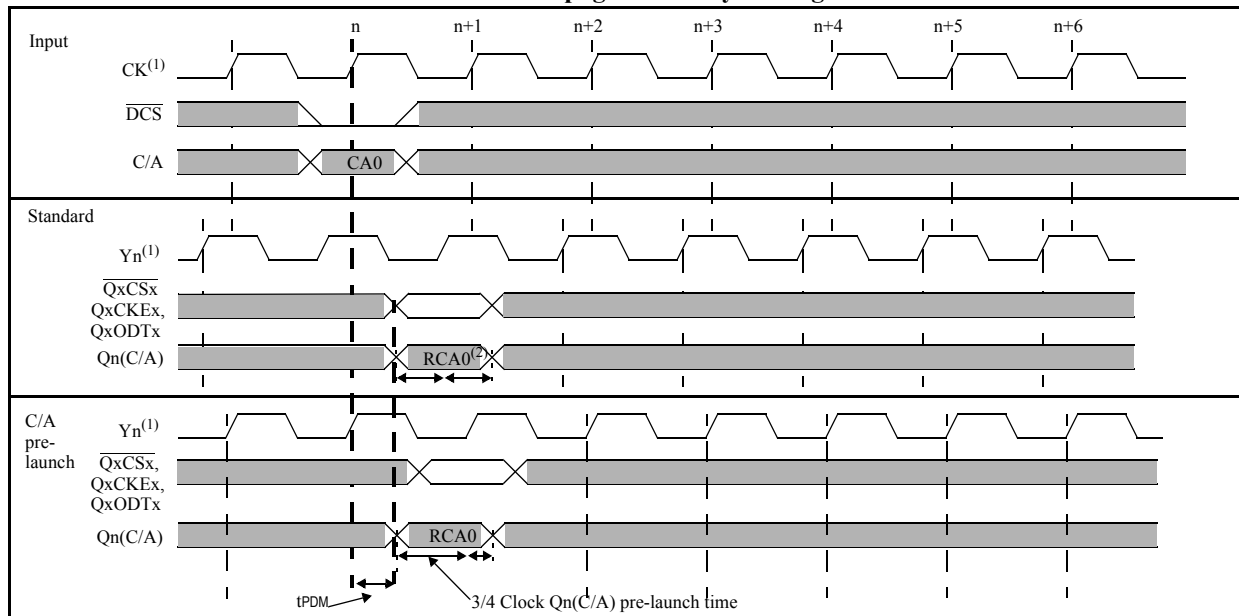 n n+1 n+2 n+3 n+4 n+5 n+6
Input
CK(1)
DCS
C/A
CA0
Standard
Yn(1)
QxCSx
QxCKEx,
QxODTx
Qn(C/A)
RCA0(2)
C/A
pre-
launch
Yn(1)
QxCSx,
QxCKEx,
QxODTx
Qn(C/A)
RCA0
tPDM
3/4 Clock Qn(C/A) pre-launch time